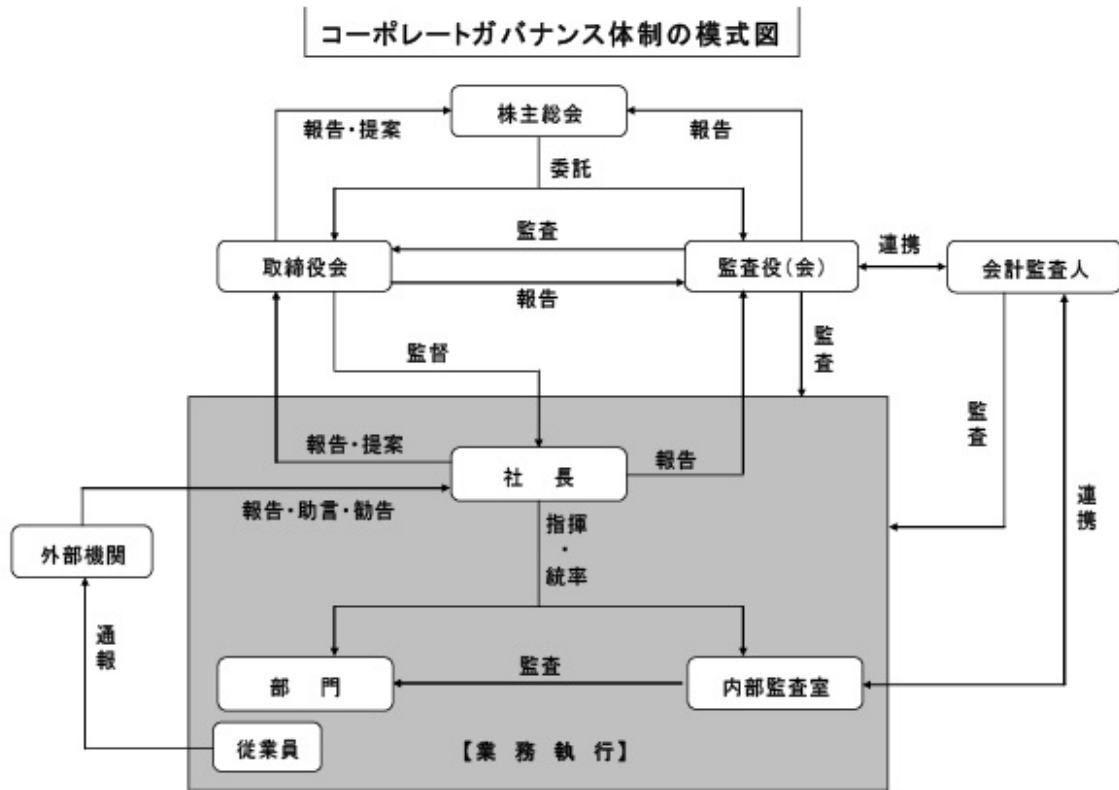 コーポレートガバナンス体制の模式図
株主総会
報告・提案
報告
委託
監査
取締役会
監査役(会)
連携
会計監査人
報告
監督
監査
監査
報告・提案
報告
社 長
報告・助言・勧告
連携
指揮・統率
外部機関
通報
監査
部 門
内部監査室
従業員
【業 務 執 行】